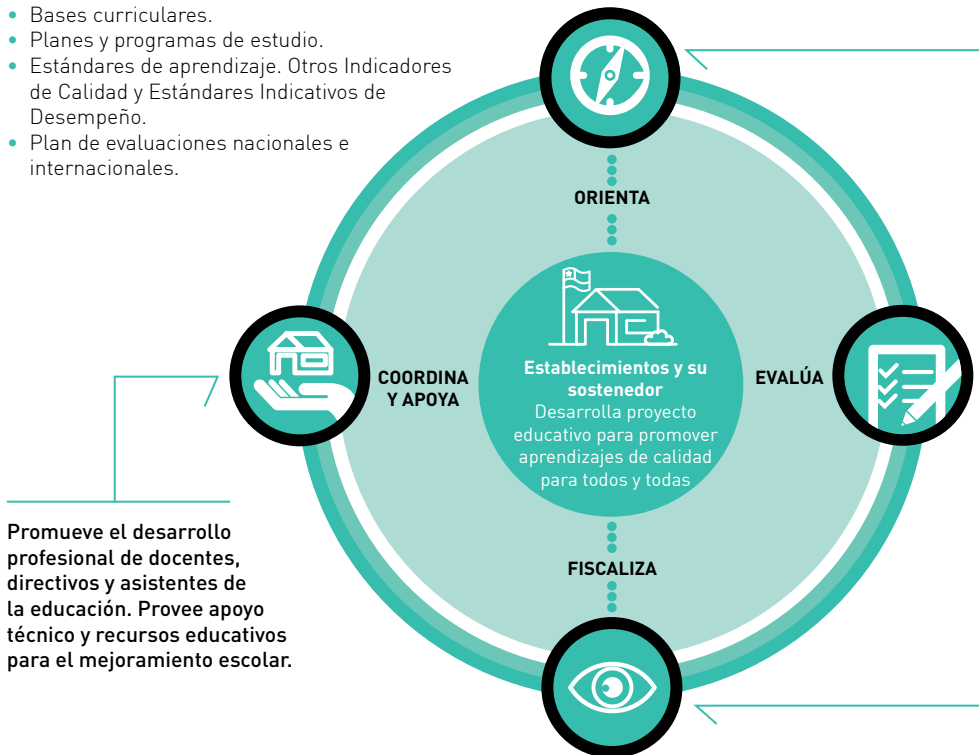 • Bases curriculares.
• Planes y programas de estudio.
• Estándares de aprendizaje. Otros Indicadores
de Calidad y Estándares Indicativos de
Desempeño.
• Plan de evaluaciones nacionales e
internacionales.
ORIENTA
COORDINA
Y APOYA
Establecimientos y su
sostenedor
Desarrolla proyecto
educativo para promover
aprendizajes de calidad
para todos y todas
EVALÚA
FISCALIZA
Promueve el desarrollo
profesional de docentes,
directivos y asistentes de
la educación. Provee apoyo
técnico y recursos educativos
para el mejoramiento escolar.